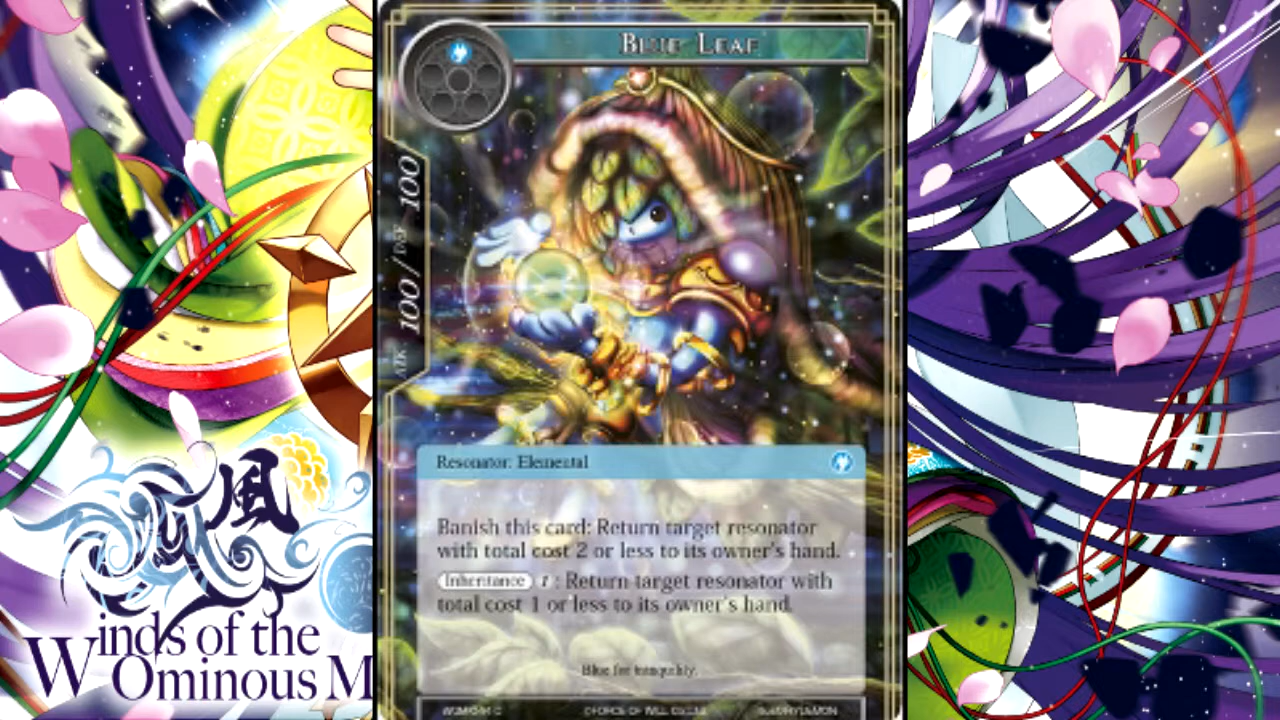 Blue Leaf
ATK 100 / DEF 100
Resonator: Elemental
Banish this card: Return target resonator
with total cost 2 or less to its owner's hand.
Inheritance : Return target resonator with
total cost 1 or less to its owner's hand.
Blue for tranquility.
風
Winds of the
Ominous M